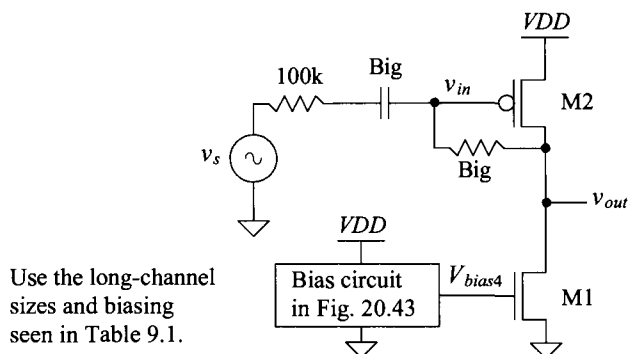 VDD
100k
Big
v_in
M2
v_s
Big
v_out
VDD
Use the long-channel
sizes and biasing
seen in Table 9.1.
Bias circuit
in Fig. 20.43
V_bias4
M1